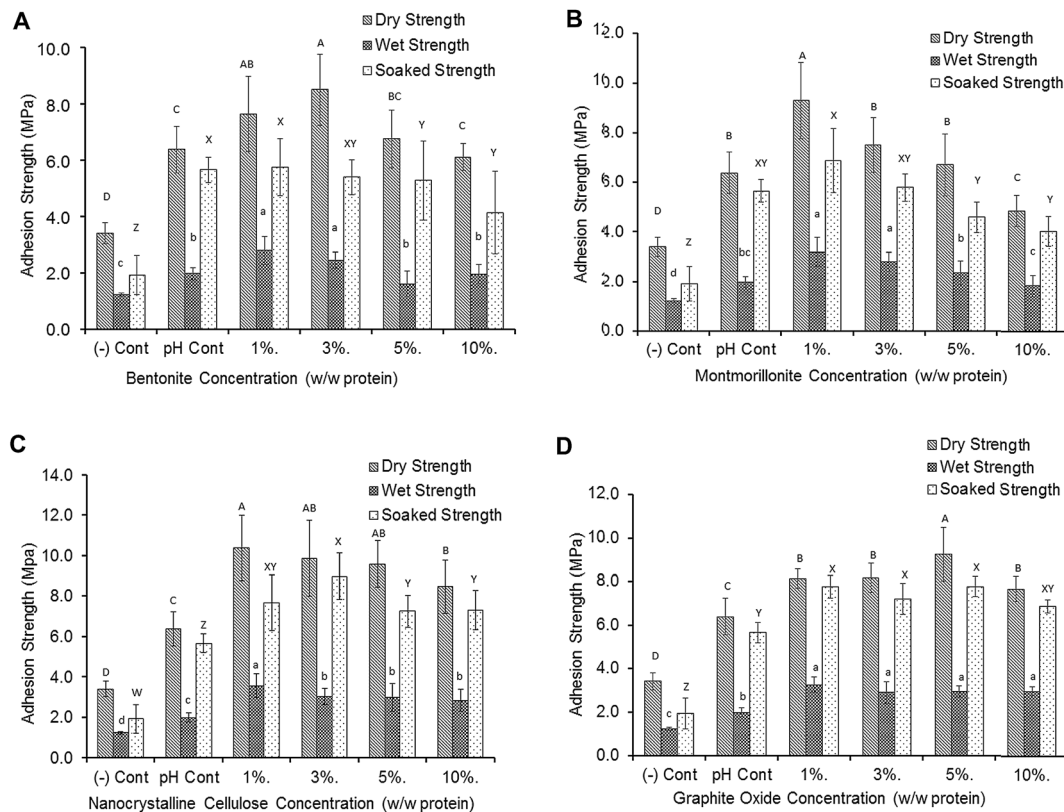 A
Dry Strength
Wet Strength
Soaked Strength
10.0
8.0
6.0
4.0
2.0
0.0
Adhesion Strength (MPa)
D
c
Z
C
b
X
AB
a
X
A
a
XY
BC
b
Y
C
b
Y
(-) Cont
pH Cont
1%.
3%.
5%.
10%.
Bentonite Concentration (w/w protein)
B
Dry Strength
Wet Strength
Soaked Strength
12.0
10.0
8.0
6.0
4.0
2.0
0.0
Adhesion Strength (MPa)
D
d
Z
B
bc
XY
A
a
X
B
a
XY
B
b
Y
C
c
Y
(-) Cont
pH Cont
1%.
3%.
5%.
10%.
Montmorillonite Concentration (w/w protein)
C
Dry Strength
Wet Strength
Soaked Strength
14.0
12.0
10.0
8.0
6.0
4.0
2.0
0.0
Adhesion Strength (Mpa)
D
d
W
C
c
Z
A
a
XY
AB
b
X
AB
b
Y
B
b
Y
(-) Cont
pH Cont
1%.
3%.
5%.
10%.
Nanocrystalline Cellulose Concentration (w/w protein)
D
Dry Strength
Wet Strength
Soaked Strength
12.0
10.0
8.0
6.0
4.0
2.0
0.0
Adhesion Strength (MPa)
D
c
Z
C
b
Y
B
a
X
B
a
X
A
a
X
B
a
XY
(-) Cont
pH Cont
1%.
3%.
5%.
10%.
Graphite Oxide Concentration (w/w protein)